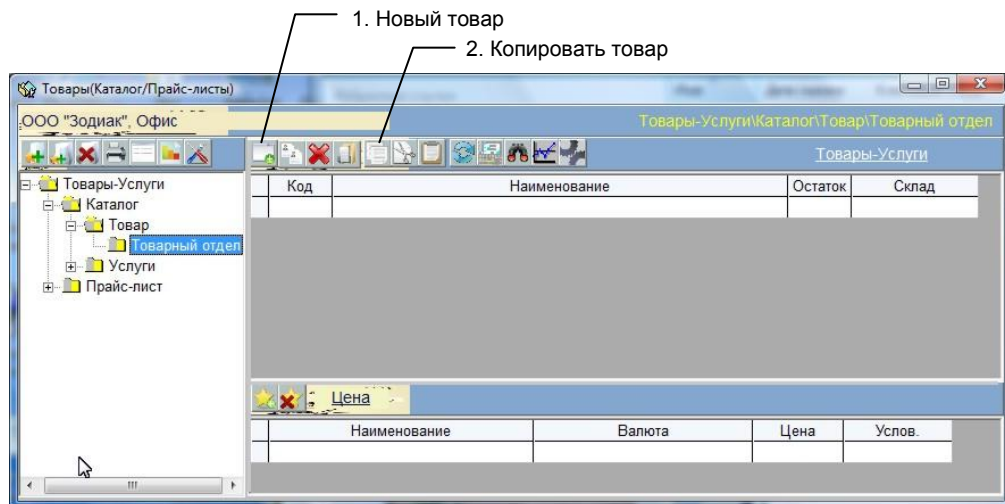 1. Новый товар
2. Копировать товар
Товары(Каталог/Прайс-листы)
ООО "Зодиак", Офис
Товары-Услуги\Каталог\Товар\Товарный отдел
Товары-Услуги
Товары-Услуги
Каталог
Товар
Товарный отдел
Услуги
Прайс-лист
Код Наименование Остаток Склад
Цена
Наименование Валюта Цена Услов.